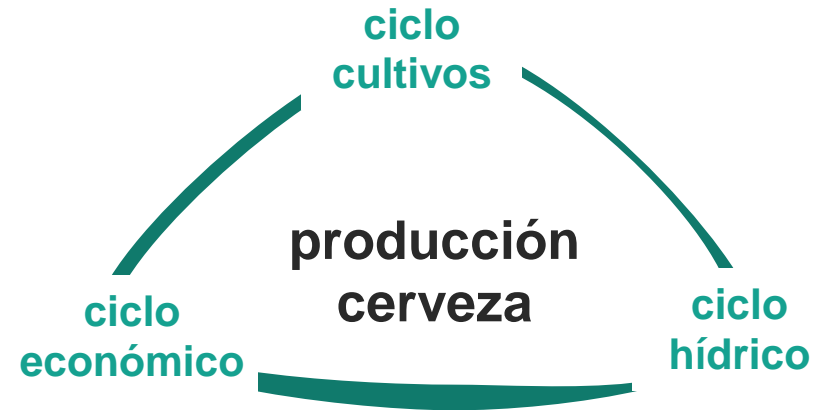 ciclo
cultivos
producción
cerveza
ciclo
económico
ciclo
hídrico